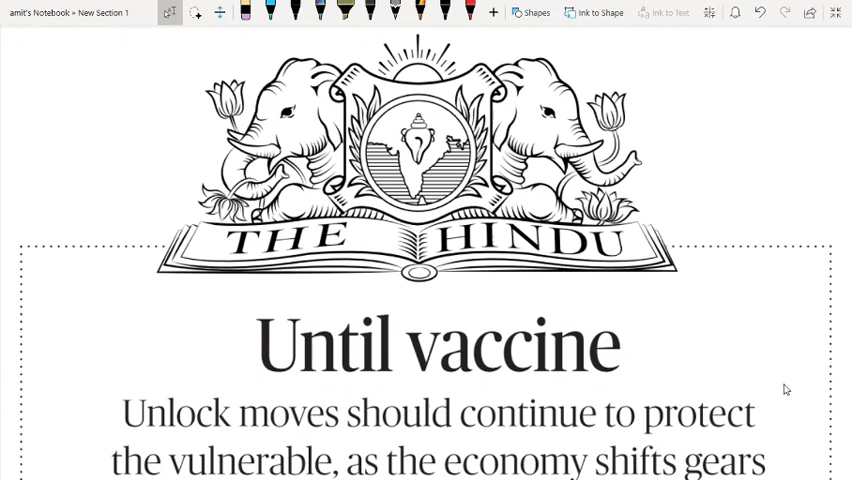 amit's Notebook » New Section 1
Shapes
Ink to Shape
Ink to Text
THE HINDU
Until vaccine
Unlock moves should continue to protect
the vulnerable, as the economy shifts gears